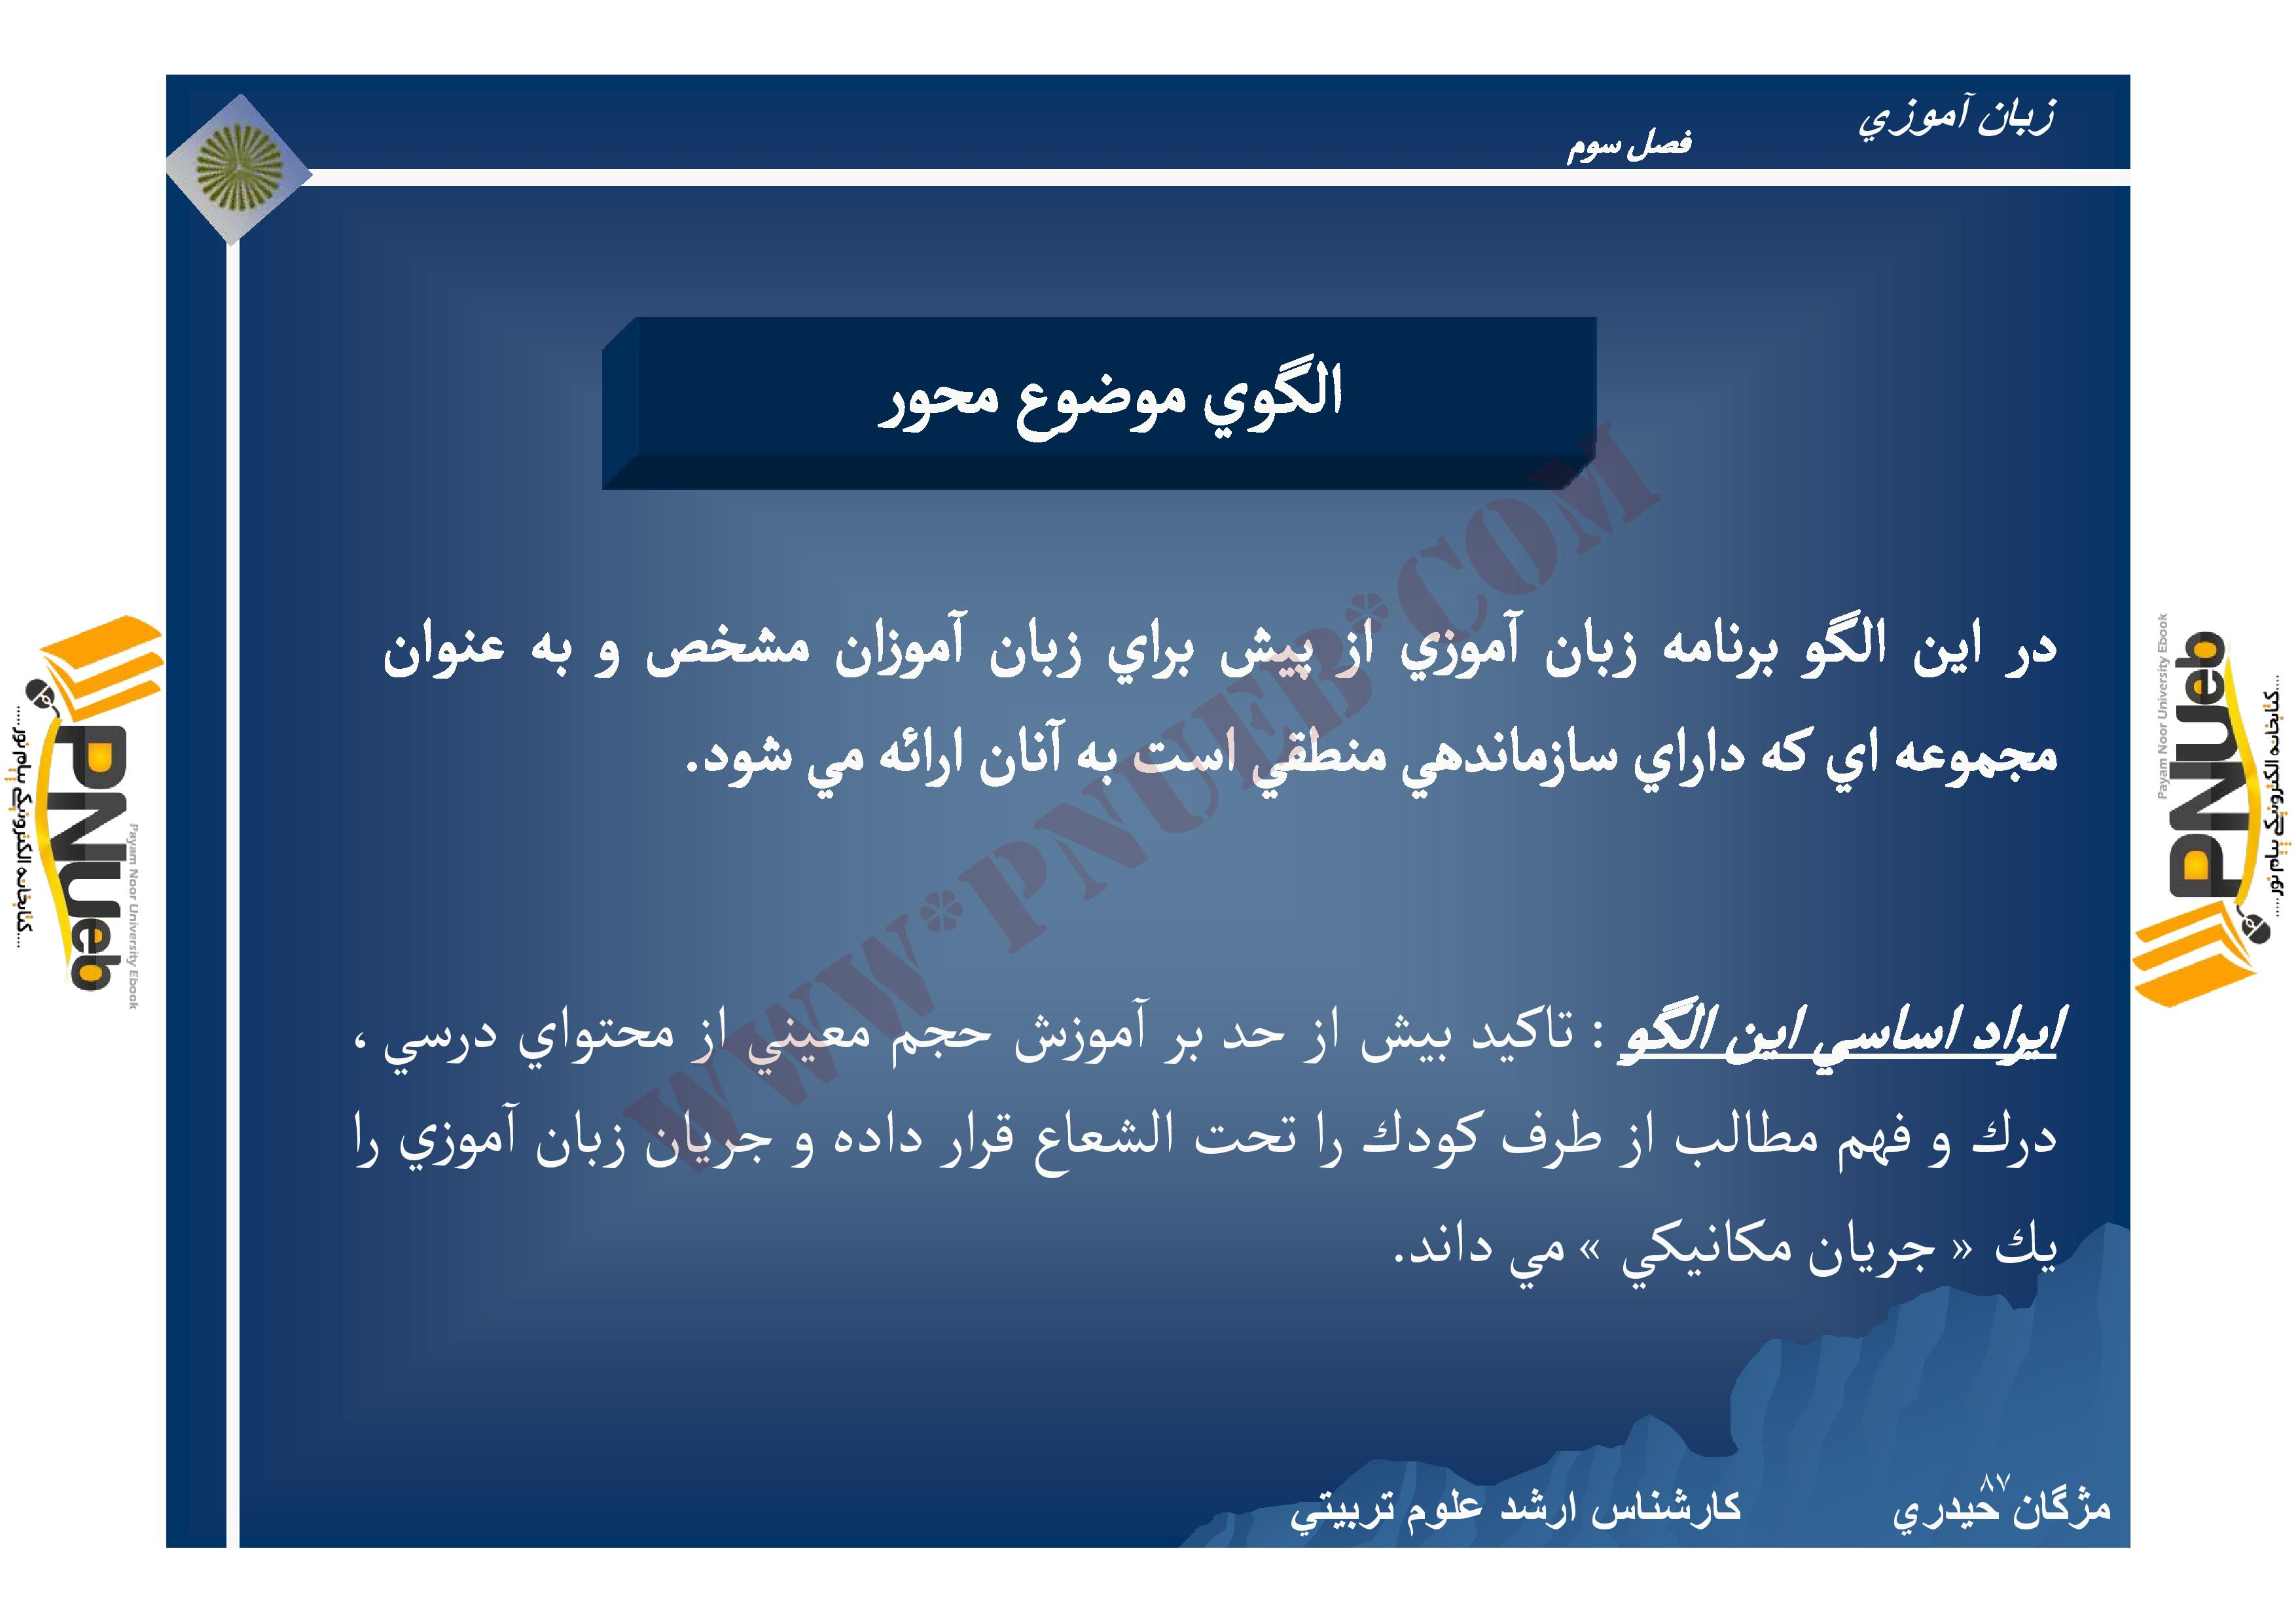 زبان آموزي
فصل سوم
الگوي موضوع محور
در اين الگو برنامه زبان آموزي از پيش براي زبان آموزان مشخص و به عنوان
مجموعه اي كه داراي سازماندهي منطقي است به آنان ارائه مي شود.
ايراد اساسي اين الگو : تاكيد بيش از حد بر آموزش حجم معيني از محتواي درسي ،
درك و فهم مطالب از طرف كودك را تحت الشعاع قرار داده و جريان زبان آموزي را
يك « جريان مكانيكي » مي داند.
۸۷
مژگان حيدري
كارشناس ارشد علوم تربيتي
WWW*PNUEB*COM
PNUeb
Payam Noor University Ebook
كتابخانه الكترونيكي پيام نور.....
PNUeb
Payam Noor University Ebook
كتابخانه الكترونيكي پيام نور.....